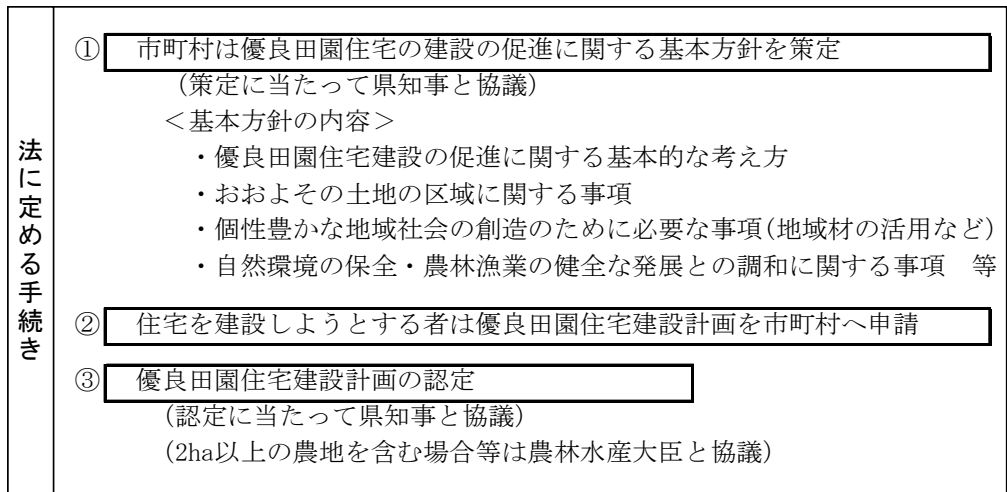 法に定める手続き
① 市町村は優良田園住宅の建設の促進に関する基本方針を策定
(策定に当たって県知事と協議)
＜基本方針の内容＞
・優良田園住宅建設の促進に関する基本的な考え方
・おおよその土地の区域に関する事項
・個性豊かな地域社会の創造のために必要な事項(地域材の活用など)
・自然環境の保全・農林漁業の健全な発展との調和に関する事項　等
② 住宅を建設しようとする者は優良田園住宅建設計画を市町村へ申請
③ 優良田園住宅建設計画の認定
(認定に当たって県知事と協議)
(2ha以上の農地を含む場合等は農林水産大臣と協議)